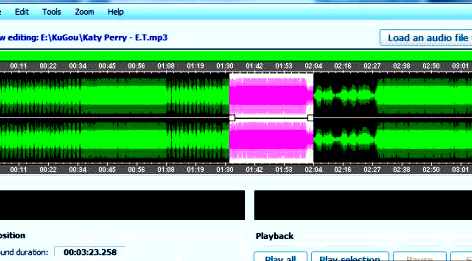 Edit Tools Zoom Help
w editing: E:\KuGou\Katy Perry - E.T.mp3
Load an audio file
00:11 00:22 00:34 00:45 00:56 01:08 01:19 01:30 01:41 01:53 02:04 02:16 02:27 02:38 02:50 03:01
00:11 00:22 00:34 00:45 00:56 01:08 01:19 01:30 01:41 01:53 02:04 02:16 02:27 02:38 02:50 03:01
osition
Playback
und duration: 00:03:23.258
Play all Play selection Pause